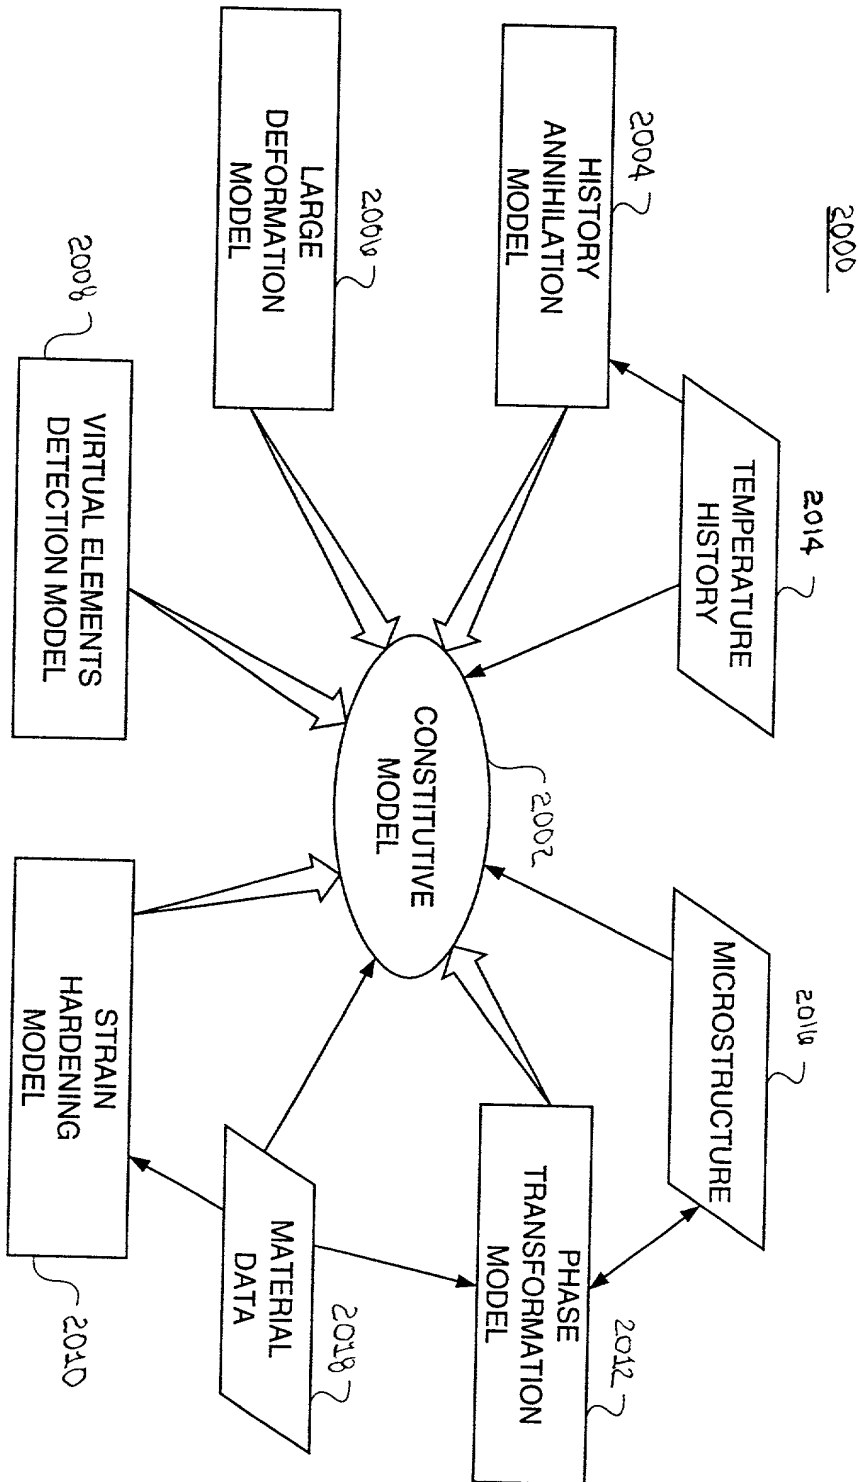 2000
2014
TEMPERATURE
HISTORY
2016
MICROSTRUCTURE
2004
HISTORY
ANNIHILATION
MODEL
2012
PHASE
TRANSFORMATION
MODEL
2002
CONSTITUTIVE
MODEL
2006
LARGE
DEFORMATION
MODEL
2018
MATERIAL
DATA
2008
VIRTUAL ELEMENTS
DETECTION MODEL
STRAIN
HARDENING
MODEL
2010